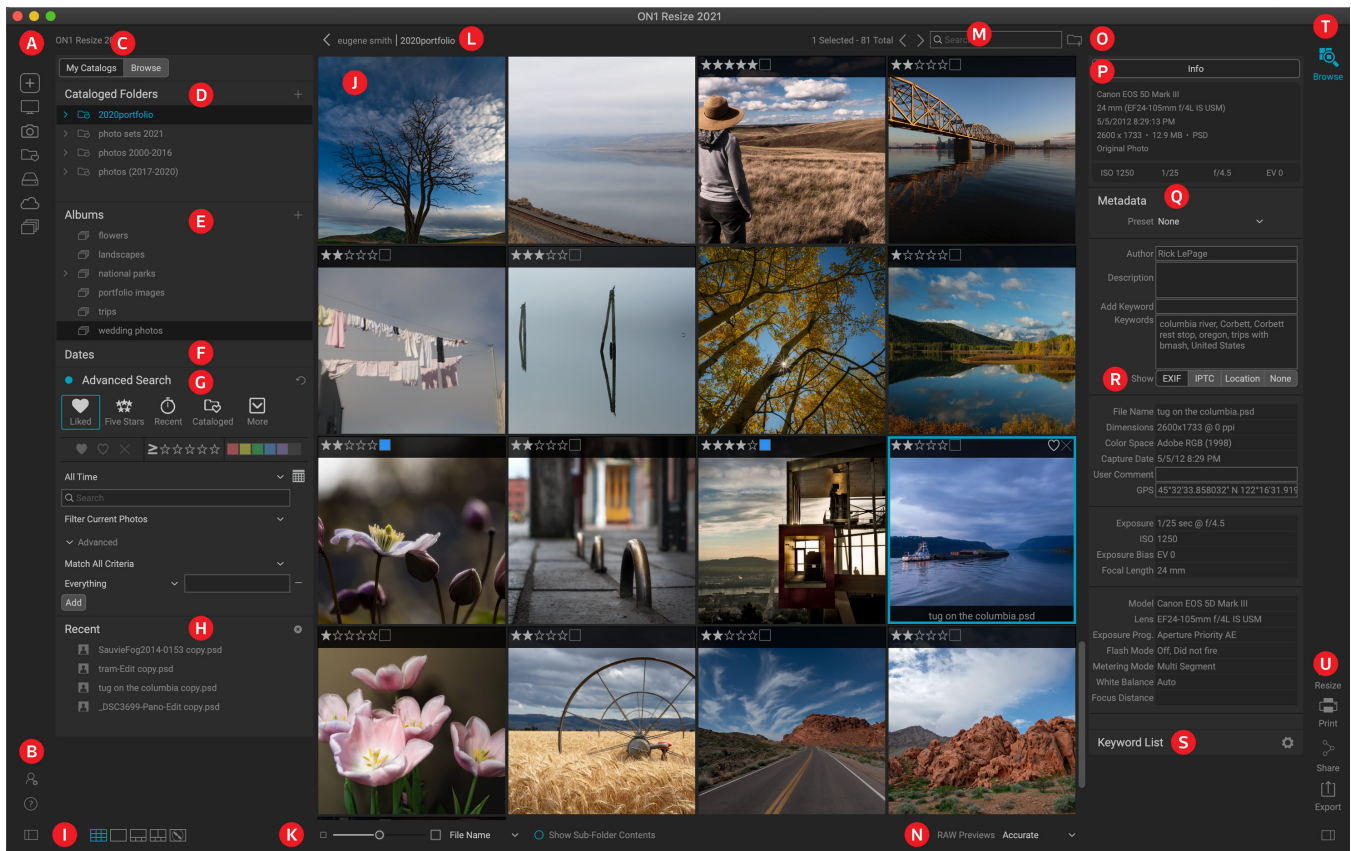 ON1 Resize 2021
A
ON1 Resize 2
C
eugene smith | 2020portfolio
L
1 Selected - 81 Total
Search
M
O
T
My Catalogs
Browse
J
P
Info
Browse
Cataloged Folders
D
2020portfolio
photo sets 2021
photos 2000-2016
photos (2017-2020)
Canon EOS 5D Mark III
24 mm (EF24-105mm f/4L IS USM)
5/5/2012 8:29:13 PM
2600 x 1733 • 12.9 MB • PSD
Original Photo
ISO 1250
1/25
f/4.5
EV 0
Albums
E
flowers
landscapes
national parks
portfolio images
trips
wedding photos
Metadata
Q
Preset None
Author Rick LePage
Description
Add Keyword
Keywords
columbia river, Corbett, Corbett
rest stop, oregon, trips with
bmash, United States
R
Show
EXIF
IPTC
Location
None
Dates
F
Advanced Search
G
Liked
Five Stars
Recent
Cataloged
More
≥
All Time
Search
Filter Current Photos
Advanced
Match All Criteria
Everything
Add
File Name tug on the columbia.psd
Dimensions 2600x1733 @ 0 ppi
Color Space Adobe RGB (1998)
Capture Date 5/5/12 8:29 PM
User Comment
GPS 45°32'33.858032" N 122°16'31.919
Exposure 1/25 sec @ f/4.5
ISO 1250
Exposure Bias EV 0
Focal Length 24 mm
tug on the columbia.psd
Recent
H
SauvieFog2014-0153 copy.psd
tram-Edit copy.psd
tug on the columbia copy.psd
_DSC3699-Pano-Edit copy.psd
Model Canon EOS 5D Mark III
Lens EF24-105mm f/4L IS USM
Exposure Prog. Aperture Priority AE
Flash Mode Off, Did not fire
Metering Mode Multi Segment
White Balance Auto
Focus Distance
Keyword List
S
U
Resize
Print
Share
Export
B
?
I
K
File Name
Show Sub-Folder Contents
N
RAW Previews Accurate